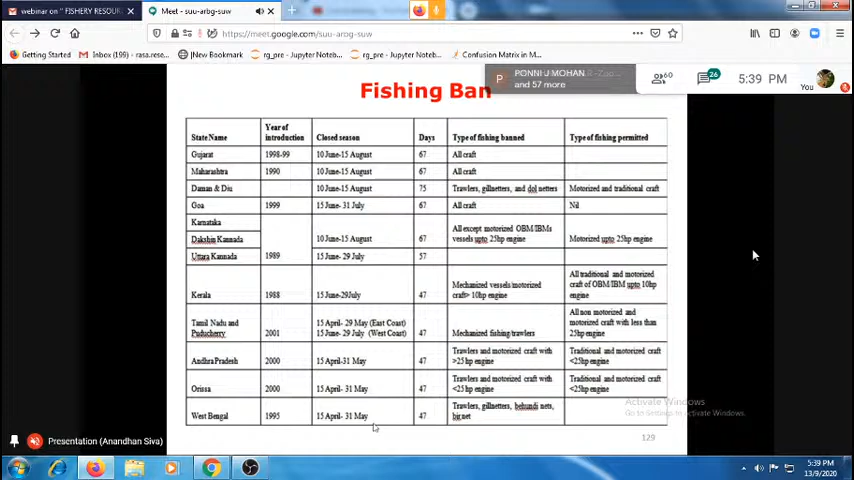 webinar on " FISHERY RESOUR
Meet - suu-arbg-suw
https://meet.google.com/suu-arog-suw
Getting Started
Inbox (199) - rasa.rese
New Bookmark
rg_pre - Jupyter Noteb
rg_pre - Jupyter Noteb
Confusion Matrix in M
PONNI J MOHAN
and 57 more
60
26
5:39 PM
You
Fishing Ban
State Name Year of introduction Closed season Days Type of fishing banned Type of fishing permitted
Gujarat 1998-99 10 June-15 August 67 All craft
Maharashtra 1990 10 June-15 August 67 All craft
Daman & Diu 10 June-15 August 75 Trawlers, gillnetters, and dol netters Motorized and traditional craft
Goa 1999 15 June- 31 July 67 All craft Nil
Karnataka
Dakshin Kannada 10 June-15 August 67 All except motorized OBM/IBMs vessels upto 25hp engine Motorized upto 25hp engine
Uttara Kannada 1989 15 June- 29 July 57
Kerala 1988 15 June-29July 47 Mechanized vessels/motorized craft> 10hp engine All traditional and motorized craft of OBM/IBM upto 10hp engine
Tamil Nadu and Puducherry 2001 15 April- 29 May (East Coast) 15 June- 29 July (West Coast) 47 Mechanized fishing/trawlers All non motorized and motorized craft with less than 25hp engine
Andhra Pradesh 2000 15 April-31 May 47 Trawlers and motorized craft with >25hp engine Traditional and motorized craft <25hp engine
Orissa 2000 15 April- 31 May 47 Trawlers and motorized craft with <25hp engine Traditional and motorized craft <25hp engine
West Bengal 1995 15 April- 31 May 47 Trawlers, gillnetters, behundi nets, big net
Activate Windows
Go to Settings to activate Windows.
129
Presentation (Anandhan Siva)
5:39 PM
13/9/2020